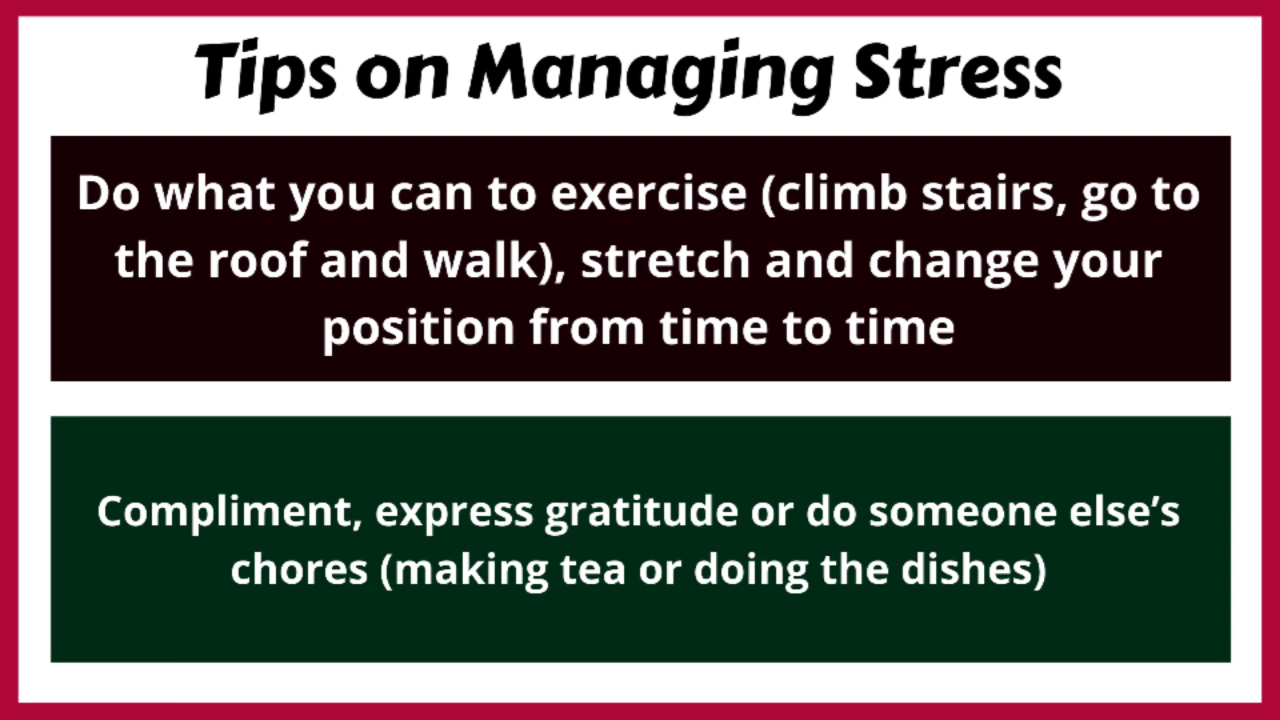 Tips on Managing Stress
Do what you can to exercise (climb stairs, go to
the roof and walk), stretch and change your
position from time to time
Compliment, express gratitude or do someone else’s
chores (making tea or doing the dishes)